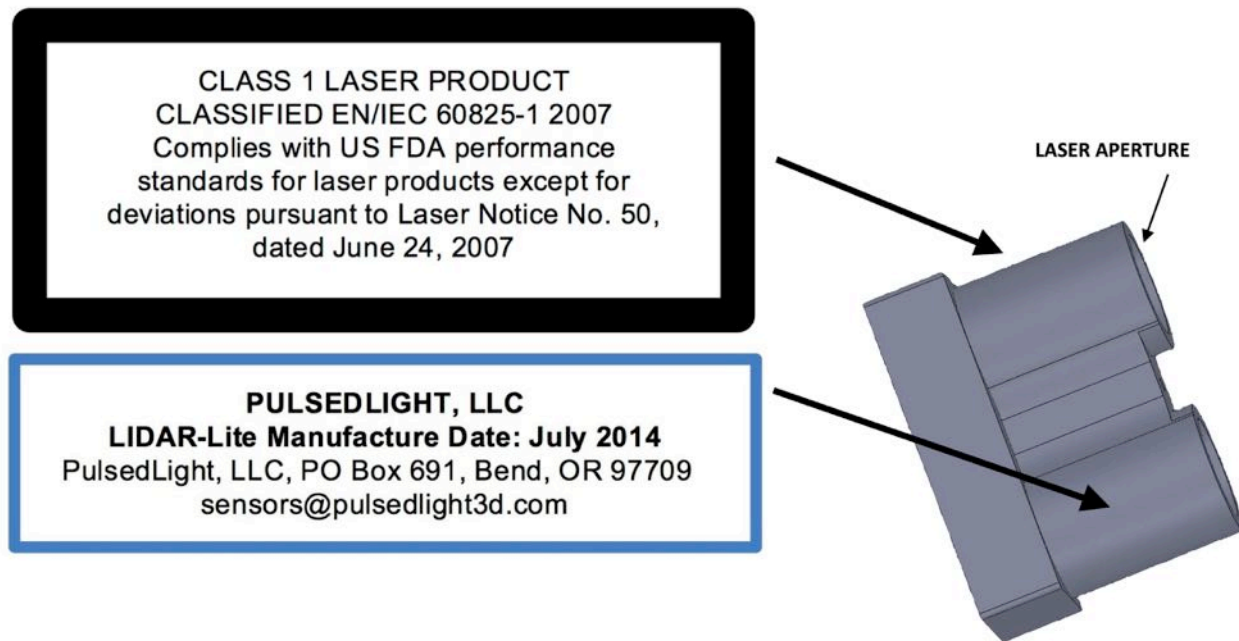 CLASS 1 LASER PRODUCT
CLASSIFIED EN/IEC 60825-1 2007
Complies with US FDA performance
standards for laser products except for
deviations pursuant to Laser Notice No. 50,
dated June 24, 2007
LASER APERTURE
PULSEDLIGHT, LLC
LIDAR-Lite Manufacture Date: July 2014
PulsedLight, LLC, PO Box 691, Bend, OR 97709
sensors@pulsedlight3d.com